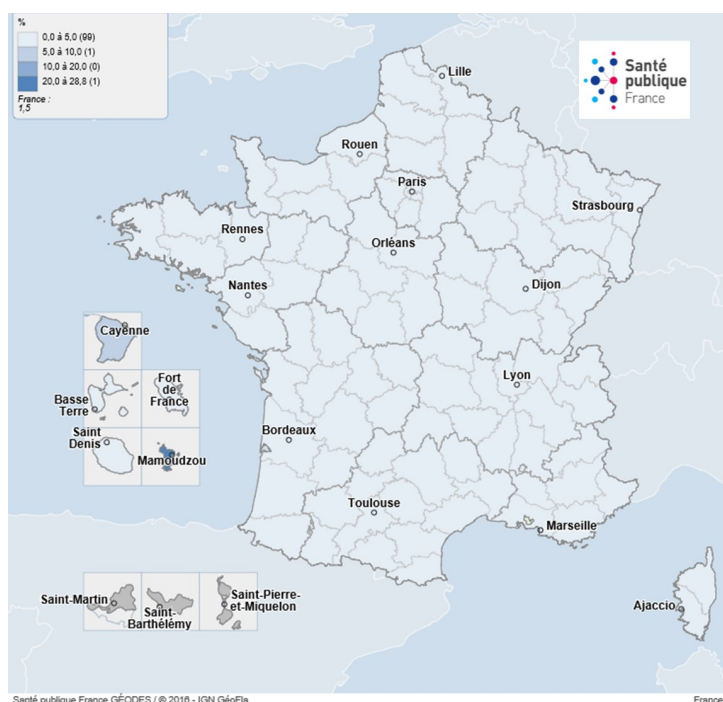 %
0,0 à 5,0 (99)
5,0 à 10,0 (1)
10,0 à 20,0 (0)
20,0 à 28,8 (1)
France :
1,5
Santé
publique
France
Lille
Rouen
Paris
Strasbourg
Rennes
Orléans
Nantes
Dijon
Cayenne
Lyon
Fort
de
France
Basse
Terre
Saint
Denis
Bordeaux
Mamoudzou
Toulouse
Marseille
Saint-Martin
Saint-
Barthélémy
Saint-Pierre-
et-Miquelon
Ajaccio
Santé publique France GÉODES / © 2016 - IGN GéoFla
France